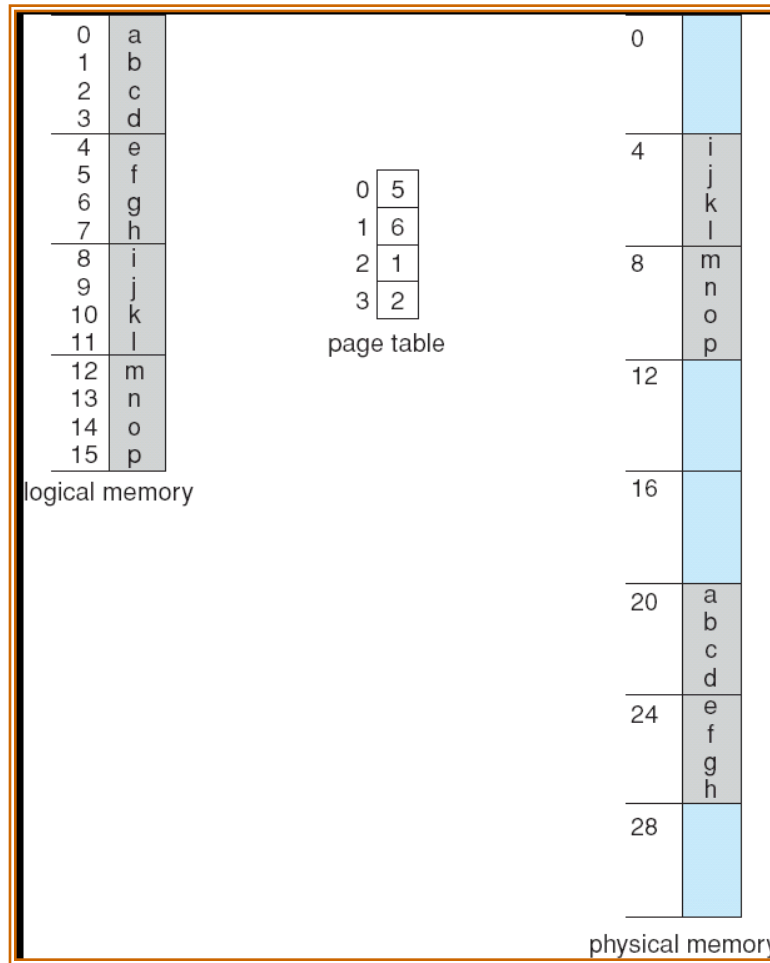 0 a
1 b
2 c
3 d
4 e
5 f
6 g
7 h
8 i
9 j
10 k
11 l
12 m
13 n
14 o
15 p
logical memory
0 5
1 6
2 1
3 2
page table
0
4 i
j
k
l
8 m
n
o
p
12
16
20 a
b
c
d
24 e
f
g
h
28
physical memory